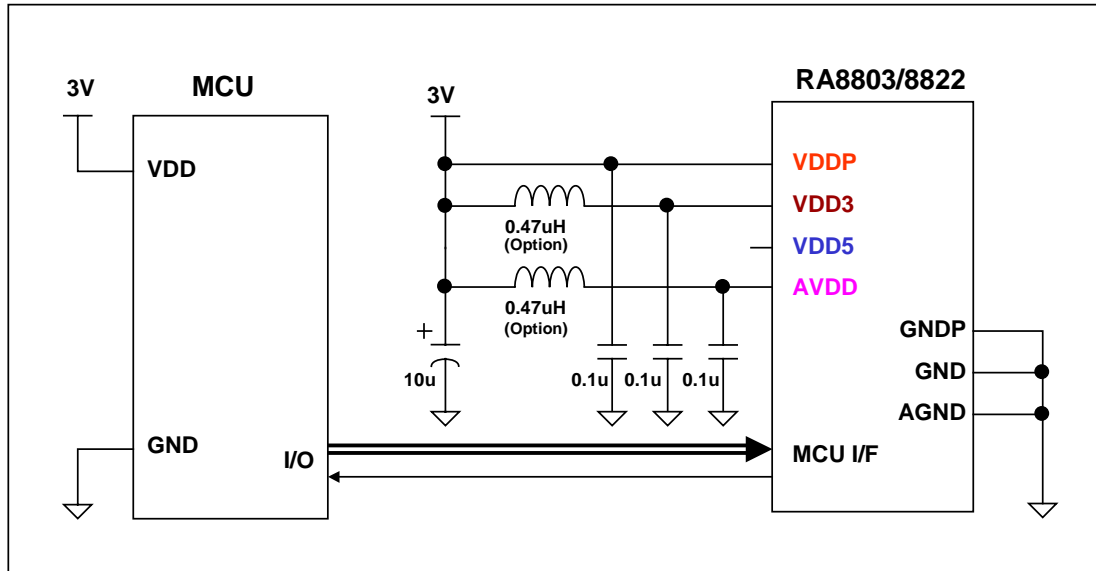 3V
MCU
VDD
GND
I/O
3V
0.47uH
(Option)
0.47uH
(Option)
+
10u
0.1u
0.1u
0.1u
RA8803/8822
VDDP
VDD3
VDD5
AVDD
GNDP
GND
AGND
MCU I/F